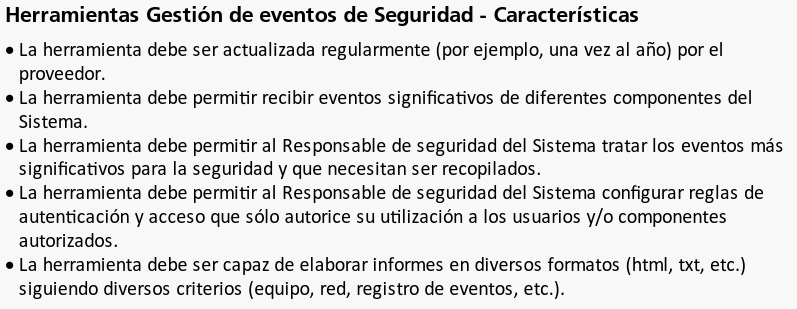 Herramientas Gestión de eventos de Seguridad - Características
• La herramienta debe ser actualizada regularmente (por ejemplo, una vez al año) por el
proveedor.
• La herramienta debe permitir recibir eventos significativos de diferentes componentes del
Sistema.
• La herramienta debe permitir al Responsable de seguridad del Sistema tratar los eventos más
significativos para la seguridad y que necesitan ser recopilados.
• La herramienta debe permitir al Responsable de seguridad del Sistema configurar reglas de
autenticación y acceso que sólo autorice su utilización a los usuarios y/o componentes
autorizados.
• La herramienta debe ser capaz de elaborar informes en diversos formatos (html, txt, etc.)
siguiendo diversos criterios (equipo, red, registro de eventos, etc.).